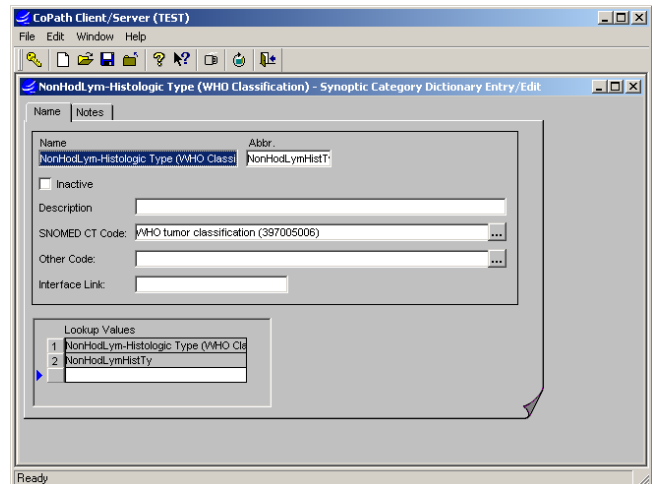 CoPath Client/Server (TEST)
File Edit Window Help
NonHodLym-Histologic Type (WHO Classification) - Synoptic Category Dictionary Entry/Edit
Name Notes
Name Abbr.
NonHodLym-Histologic Type (WHO Classi NonHodLymHistT
Inactive
Description
SNOMED CT Code: WHO tumor classification (397005006) ...
Other Code: ...
Interface Link:
Lookup Values
1 NonHodLym-Histologic Type (WHO Cla
2 NonHodLymHistTy
Ready